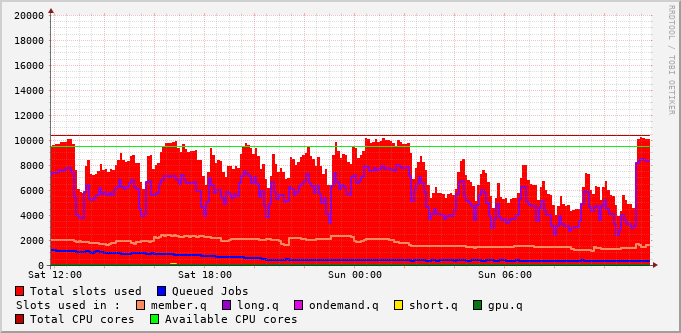 20000
18000
16000
14000
12000
10000
8000
6000
4000
2000
0
Sat 12:00 Sat 18:00 Sun 00:00 Sun 06:00
Total slots used Queued Jobs
Slots used in : member.q long.q ondemand.q short.q gpu.q
Total CPU cores Available CPU cores
RRDTOOL / TOBI OETIKER